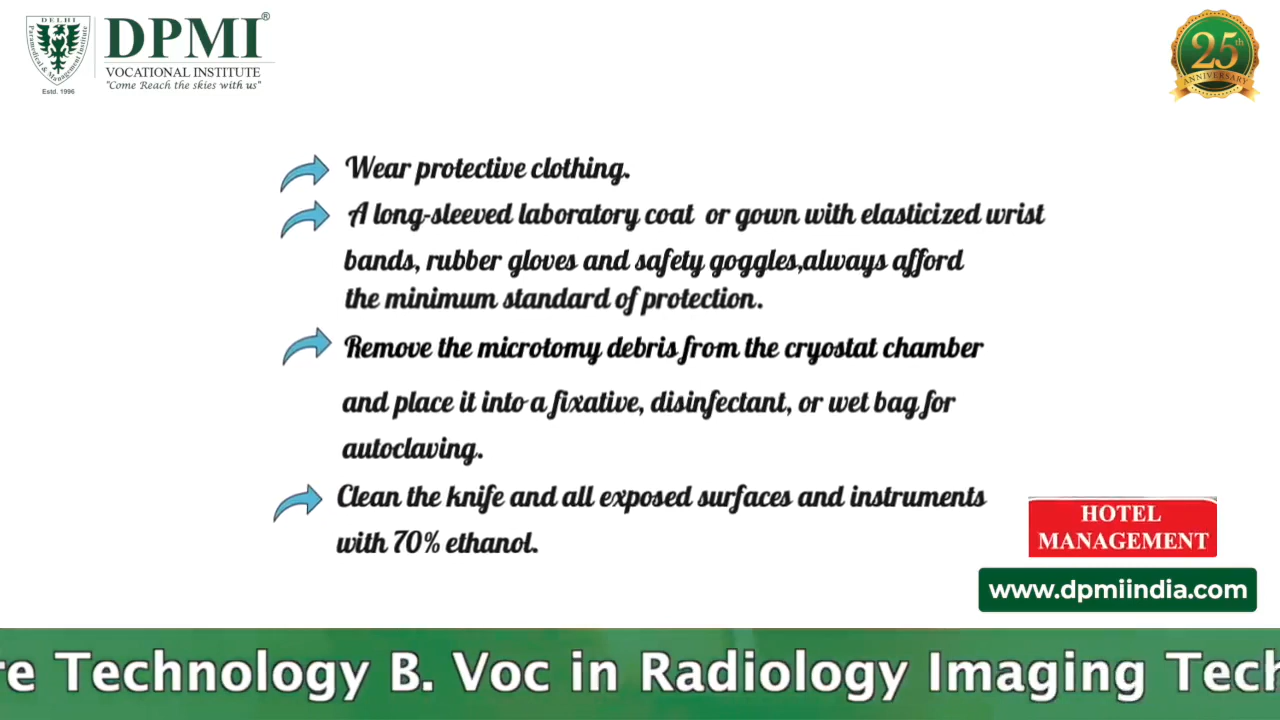 DELHI
Paramedical & Management Institute
Estd. 1996
DPMI®
VOCATIONAL INSTITUTE
"Come Reach the skies with us"
25th
ANNIVERSARY
Wear protective clothing.
A long-sleeved laboratory coat or gown with elasticized wrist
bands, rubber gloves and safety goggles,always afford
the minimum standard of protection.
Remove the microtomy debris from the cryostat chamber
and place it into a fixative, disinfectant, or wet bag for
autoclaving.
Clean the knife and all exposed surfaces and instruments
with 70% ethanol.
HOTEL
MANAGEMENT
www.dpmiindia.com
re Technology B. Voc in Radiology Imaging Tech